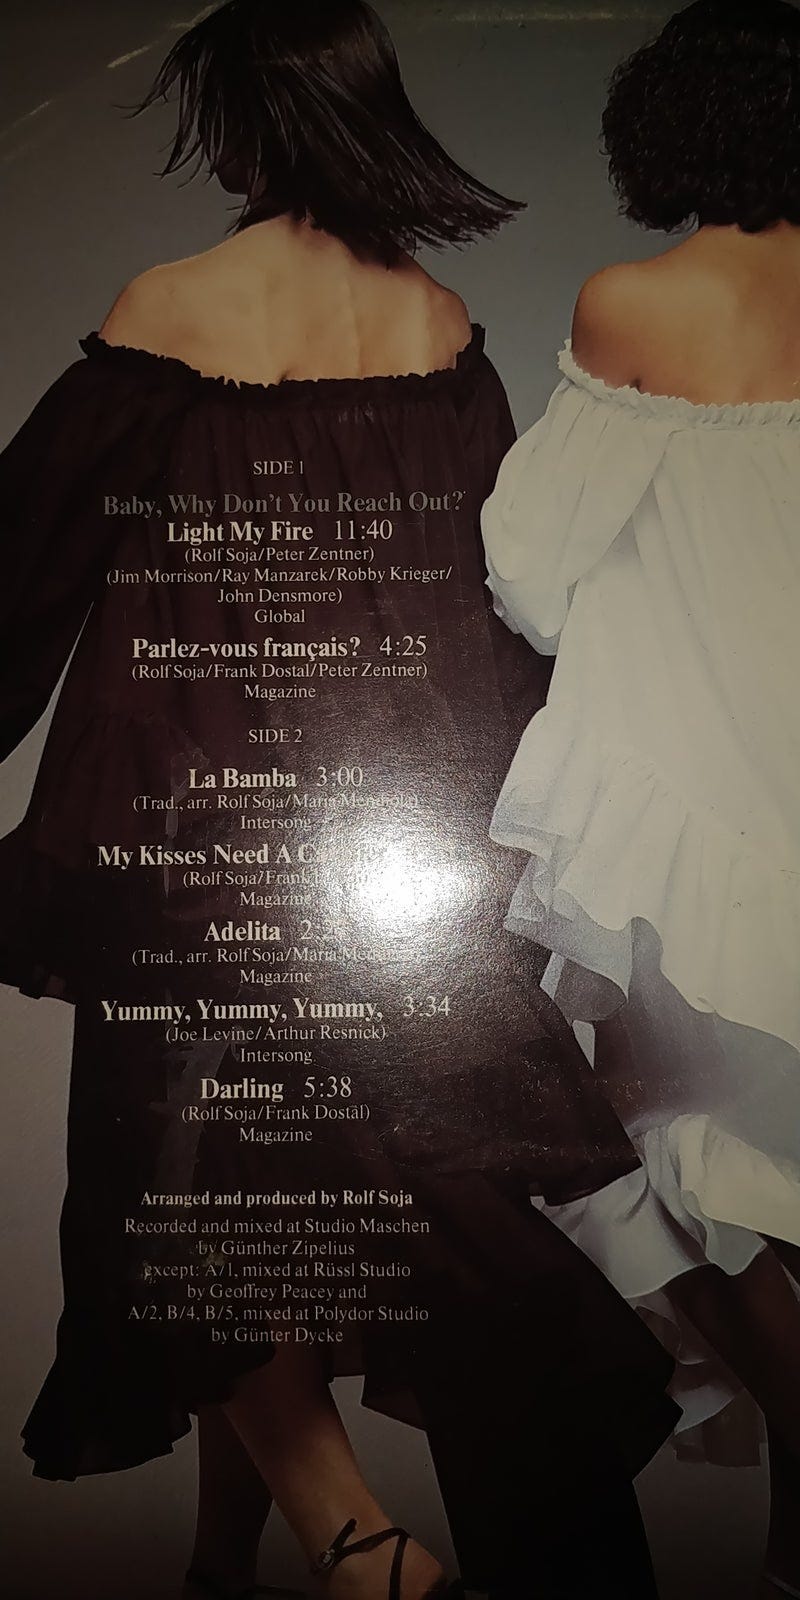 SIDE 1
Baby, Why Don't You Reach Out?
Light My Fire 11:40
(Rolf Soja/Peter Zentner)
(Jim Morrison/Ray Manzarek/Robby Krieger/
John Densmore)
Global
Parlez-vous français? 4:25
(Rolf Soja/Frank Dostal/Peter Zentner)
Magazine
SIDE 2
La Bamba 3:00
(Trad., arr. Rolf Soja/Maria Mendiola)
Intersong
My Kisses Need A
(Rolf Soja/Frank
Magazine
Adelita
(Trad., arr. Rolf Soja/Maria
Magazine
Yummy, Yummy, Yummy, 3:34
(Joe Levine/Arthur Resnick)
Intersong
Darling 5:38
(Rolf Soja/Frank Dostal)
Magazine
Arranged and produced by Rolf Soja
Recorded and mixed at Studio Maschen
by Günther Zipelius
except: A/1, mixed at Rüssl Studio
by Geoffrey Peacey and
A/2, B/4, B/5, mixed at Polydor Studio
by Günter Dycke